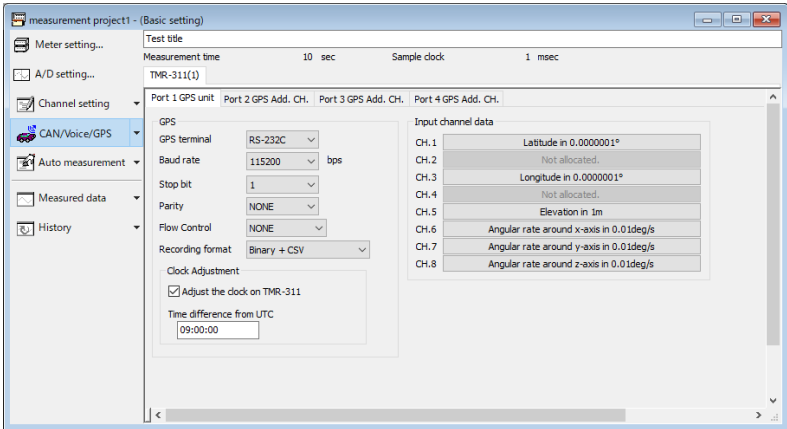 measurement project1 - (Basic setting)
Meter setting...
A/D setting...
Channel setting
CAN/Voice/GPS
Auto measurement
Measured data
History
Test title
Measurement time 10 sec Sample clock 1 msec
TMR-311(1)
Port 1 GPS unit Port 2 GPS Add. CH. Port 3 GPS Add. CH. Port 4 GPS Add. CH.
GPS
GPS terminal RS-232C
Baud rate 115200 bps
Stop bit 1
Parity NONE
Flow Control NONE
Recording format Binary + CSV
Clock Adjustment
Adjust the clock on TMR-311
Time difference from UTC
09:00:00
Input channel data
CH.1 Latitude in 0.0000001°
CH.2 Not allocated.
CH.3 Longitude in 0.0000001°
CH.4 Not allocated.
CH.5 Elevation in 1m
CH.6 Angular rate around x-axis in 0.01deg/s
CH.7 Angular rate around y-axis in 0.01deg/s
CH.8 Angular rate around z-axis in 0.01deg/s